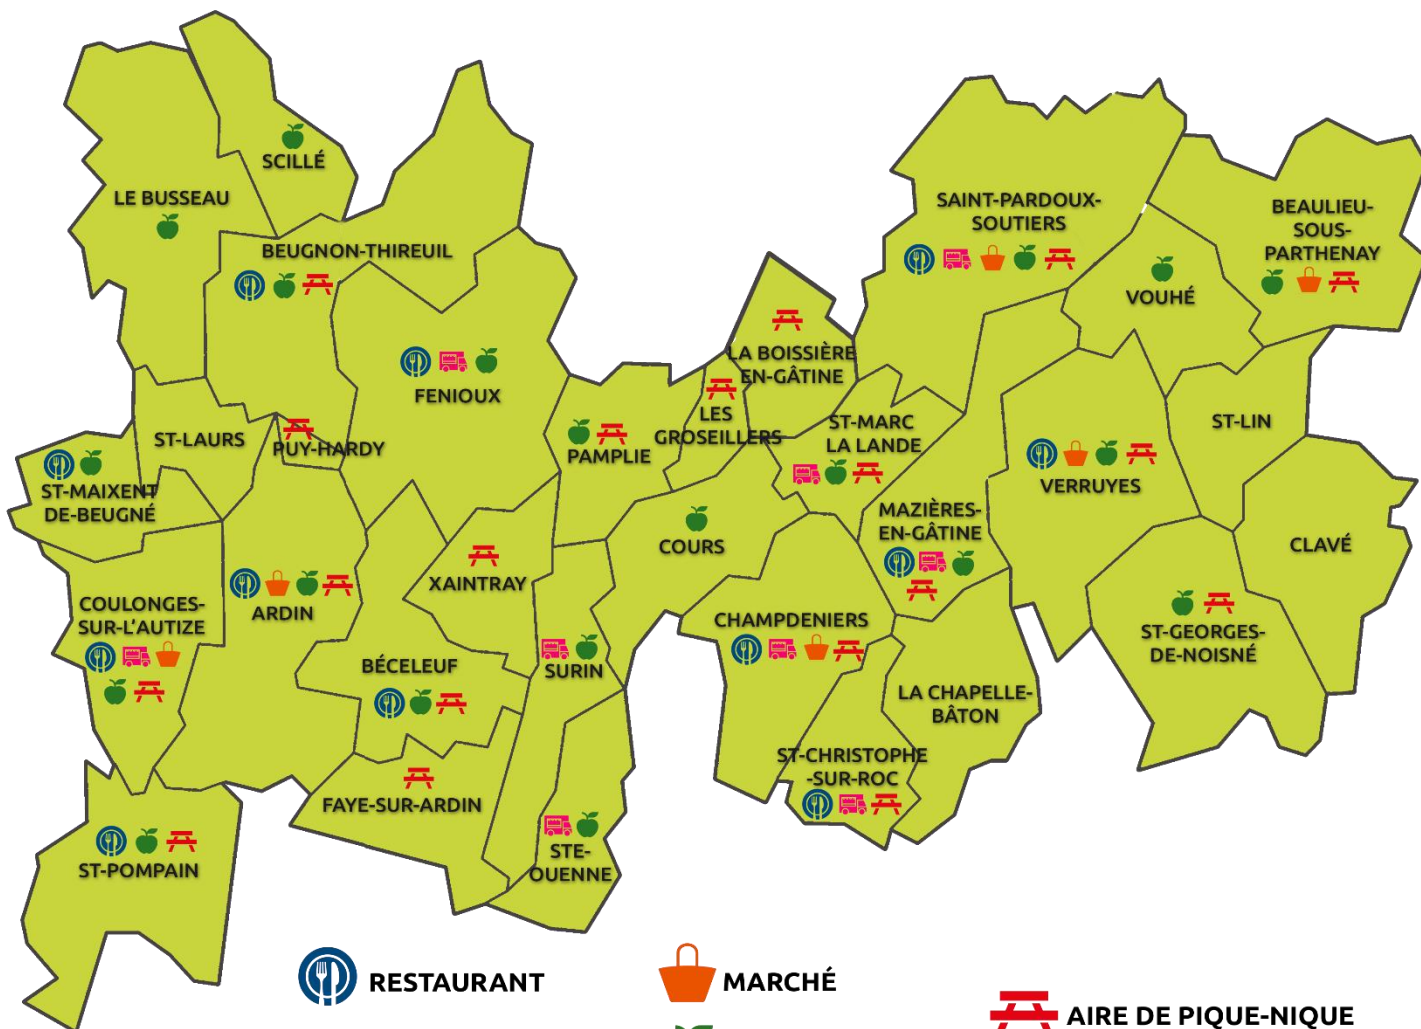 SCILLÉ
LE BUSSEAU
BEUGNON-THIREUIL
SAINT-PARDOUX-
SOUTIERS
BEAULIEU-
SOUS-
PARTHENAY
VOUHÉ
FENIOUX
LA BOISSIÈRE
EN-GÂTINE
LES
GROSEILLERS
ST-MARC
LA LANDE
ST-LIN
ST-LAURS
PUY-HARDY
PAMPLIE
ST-MAIXENT
DE-BEUGNÉ
VERRUYES
MAZIÈRES-
EN-GÂTINE
COURS
CLAVÉ
XAINTRAY
COULONGES-
SUR-L'AUTIZE
ARDIN
CHAMPDENIERS
ST-GEORGES-
DE-NOISNÉ
BÉCELEUF
SURIN
LA CHAPELLE-
BÂTON
ST-CHRISTOPHE
-SUR-ROC
FAYE-SUR-ARDIN
STE-
OUENNE
ST-POMPAIN
RESTAURANT
MARCHÉ
AIRE DE PIQUE-NIQUE